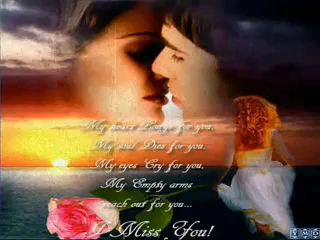 My heart Longs for you,
My soul Dies for you,
My eyes Cry for you,
My Empty arms
reach out for you...
I Miss You!